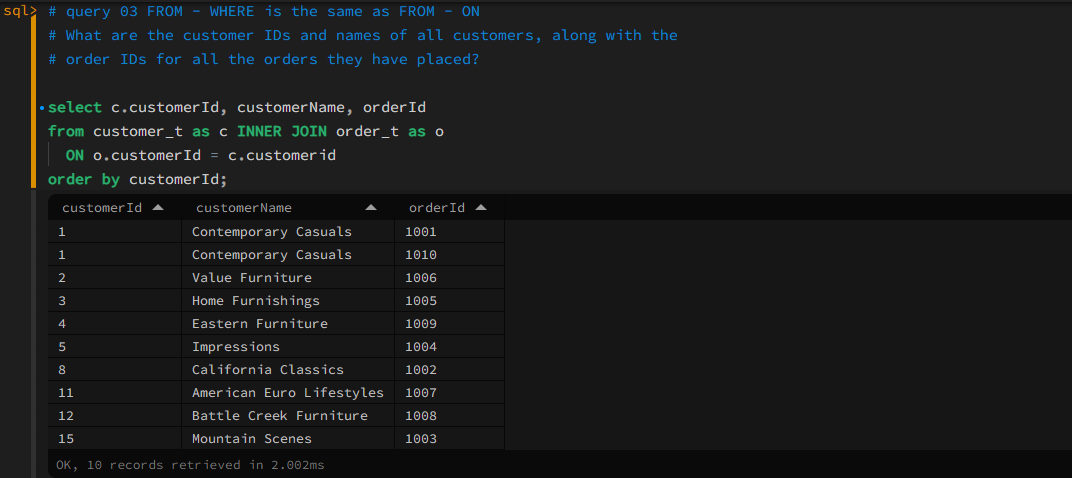 sql> # query 03 FROM - WHERE is the same as FROM - ON
# What are the customer IDs and names of all customers, along with the
# order IDs for all the orders they have placed?
select c.customerId, customerName, orderId
from customer_t as c INNER JOIN order_t as o
ON o.customerId = c.customerid
order by customerId;
customerId customerName orderId
1 Contemporary Casuals 1001
1 Contemporary Casuals 1010
2 Value Furniture 1006
3 Home Furnishings 1005
4 Eastern Furniture 1009
5 Impressions 1004
8 California Classics 1002
11 American Euro Lifestyles 1007
12 Battle Creek Furniture 1008
15 Mountain Scenes 1003
OK, 10 records retrieved in 2.002ms